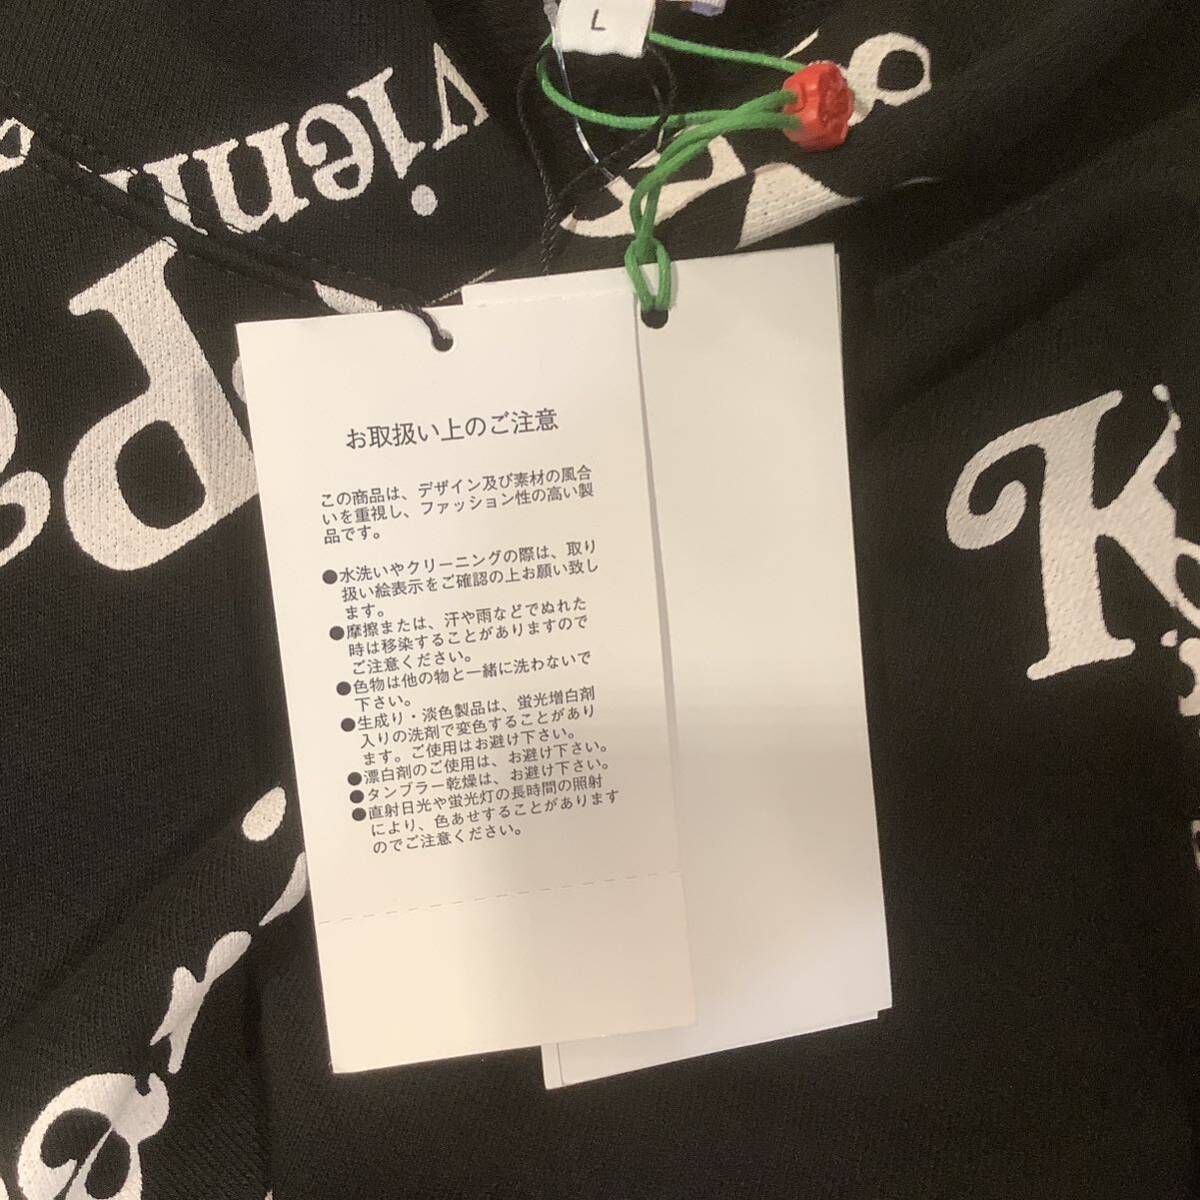 L
vienn
P
K
お取扱い上のご注意
この商品は、デザイン及び素材の風合
いを重視し、ファッション性の高い製
品です。
●水洗いやクリーニングの際は、取り
扱い絵表示をご確認の上お願い致し
ます。
●摩擦または、汗や雨などでぬれた
時は移染することがありますので
ご注意ください。
●色物は他の物と一緒に洗わないで
下さい。
●生成り・淡色製品は、蛍光増白剤
入りの洗剤で変色することがあり
ます。ご使用はお避け下さい。
●漂白剤のご使用は、お避け下さい。
●タンブラー乾燥は、お避け下さい。
●直射日光や蛍光灯の長時間の照射
により、色あせすることがあります
のでご注意ください。